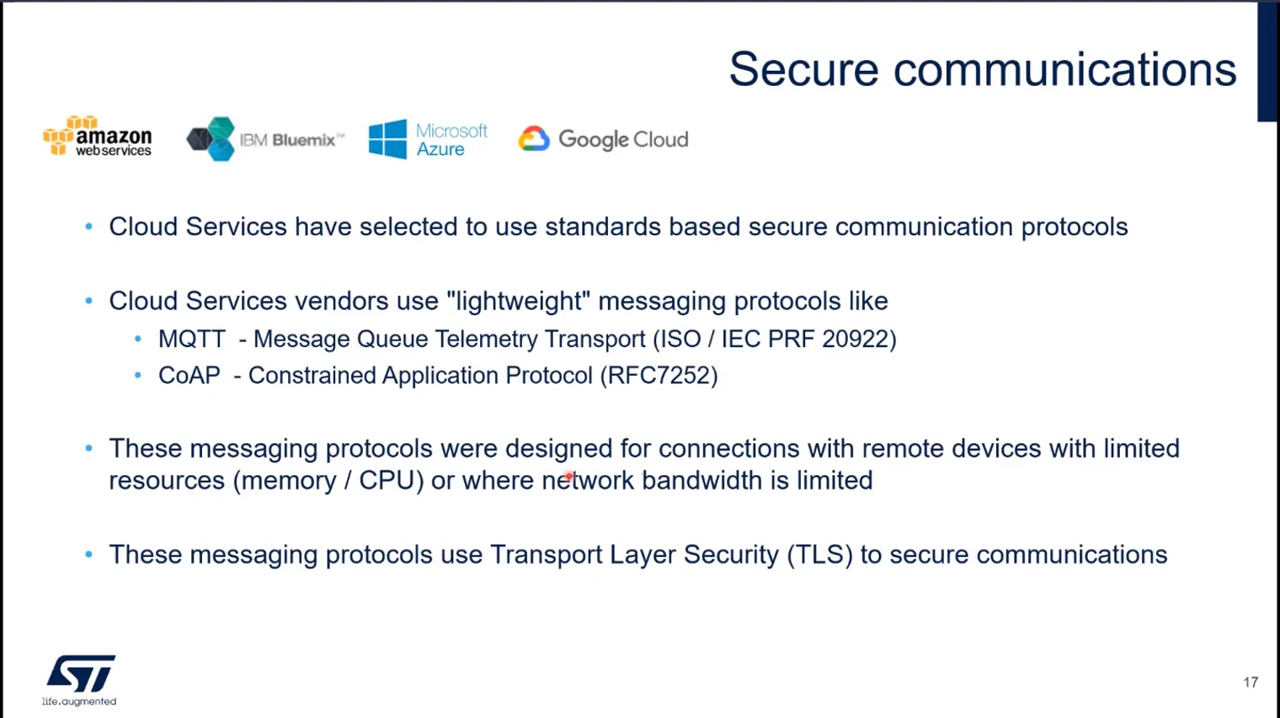 Secure communications
amazon
web services
IBM Bluemix™
Microsoft
Azure
Google Cloud
• Cloud Services have selected to use standards based secure communication protocols
• Cloud Services vendors use "lightweight" messaging protocols like
• MQTT - Message Queue Telemetry Transport (ISO / IEC PRF 20922)
• CoAP - Constrained Application Protocol (RFC7252)
• These messaging protocols were designed for connections with remote devices with limited
resources (memory / CPU) or where network bandwidth is limited
• These messaging protocols use Transport Layer Security (TLS) to secure communications
ST
life.augmented
17